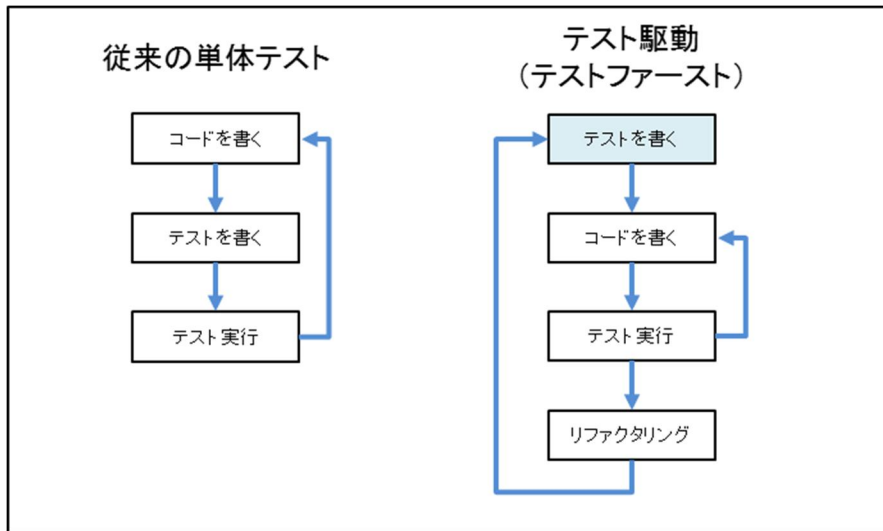 従来の単体テスト
コードを書く
テストを書く
テスト実行
テスト駆動
（テストファースト）
テストを書く
コードを書く
テスト実行
リファクタリング